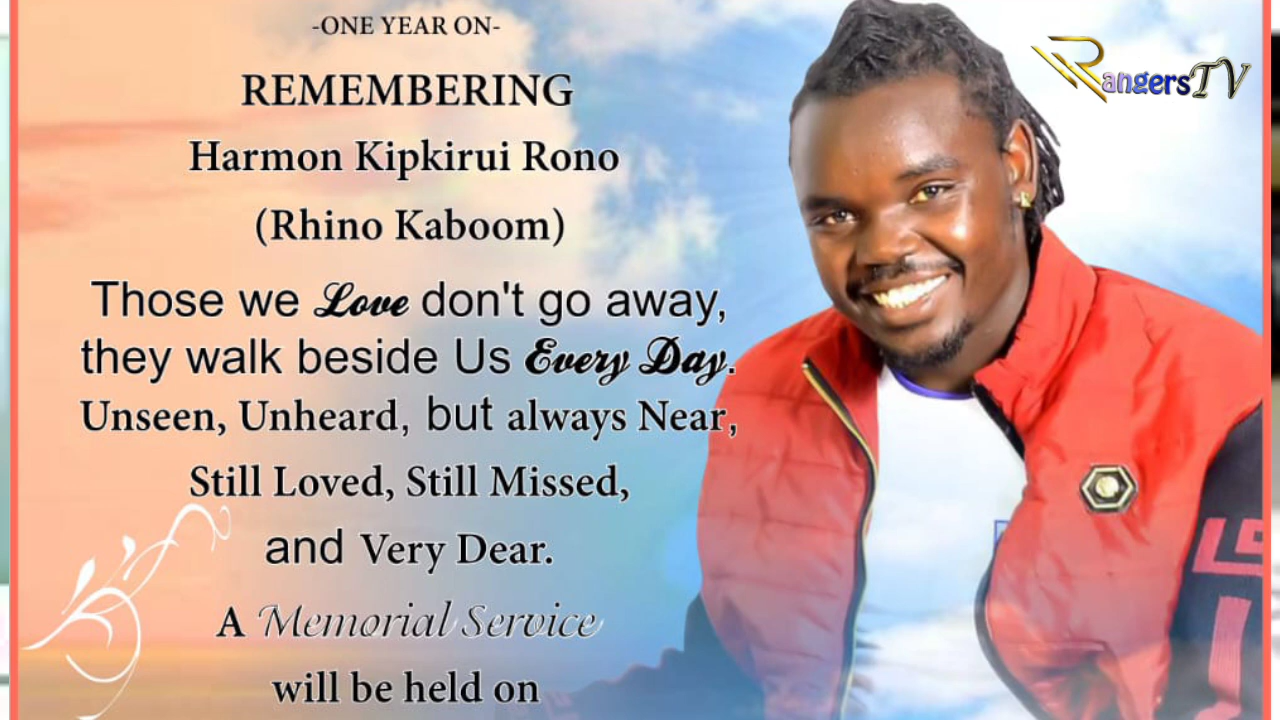 -ONE YEAR ON-
REMEMBERING
Harmon Kipkirui Rono
(Rhino Kaboom)
Those we Love don't go away,
they walk beside Us Every Day.
Unseen, Unheard, but always Near,
Still Loved, Still Missed,
and Very Dear.
A Memorial Service
will be held on
RangersTV